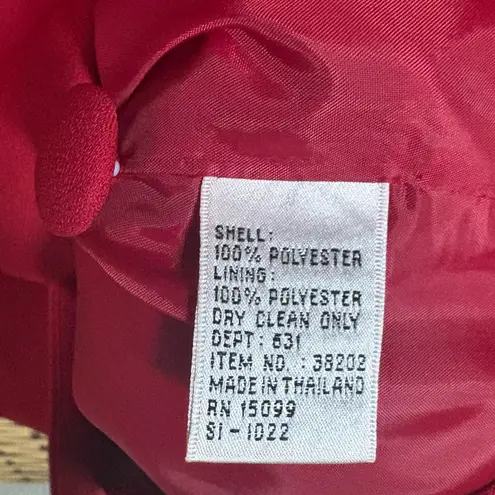 SHELL:
100% POLYESTER
LINING:
100% POLYESTER
DRY CLEAN ONLY
DEPT: 631
ITEM NO. : 38202
MADE IN THAILAND
RN 15099
SI-1022